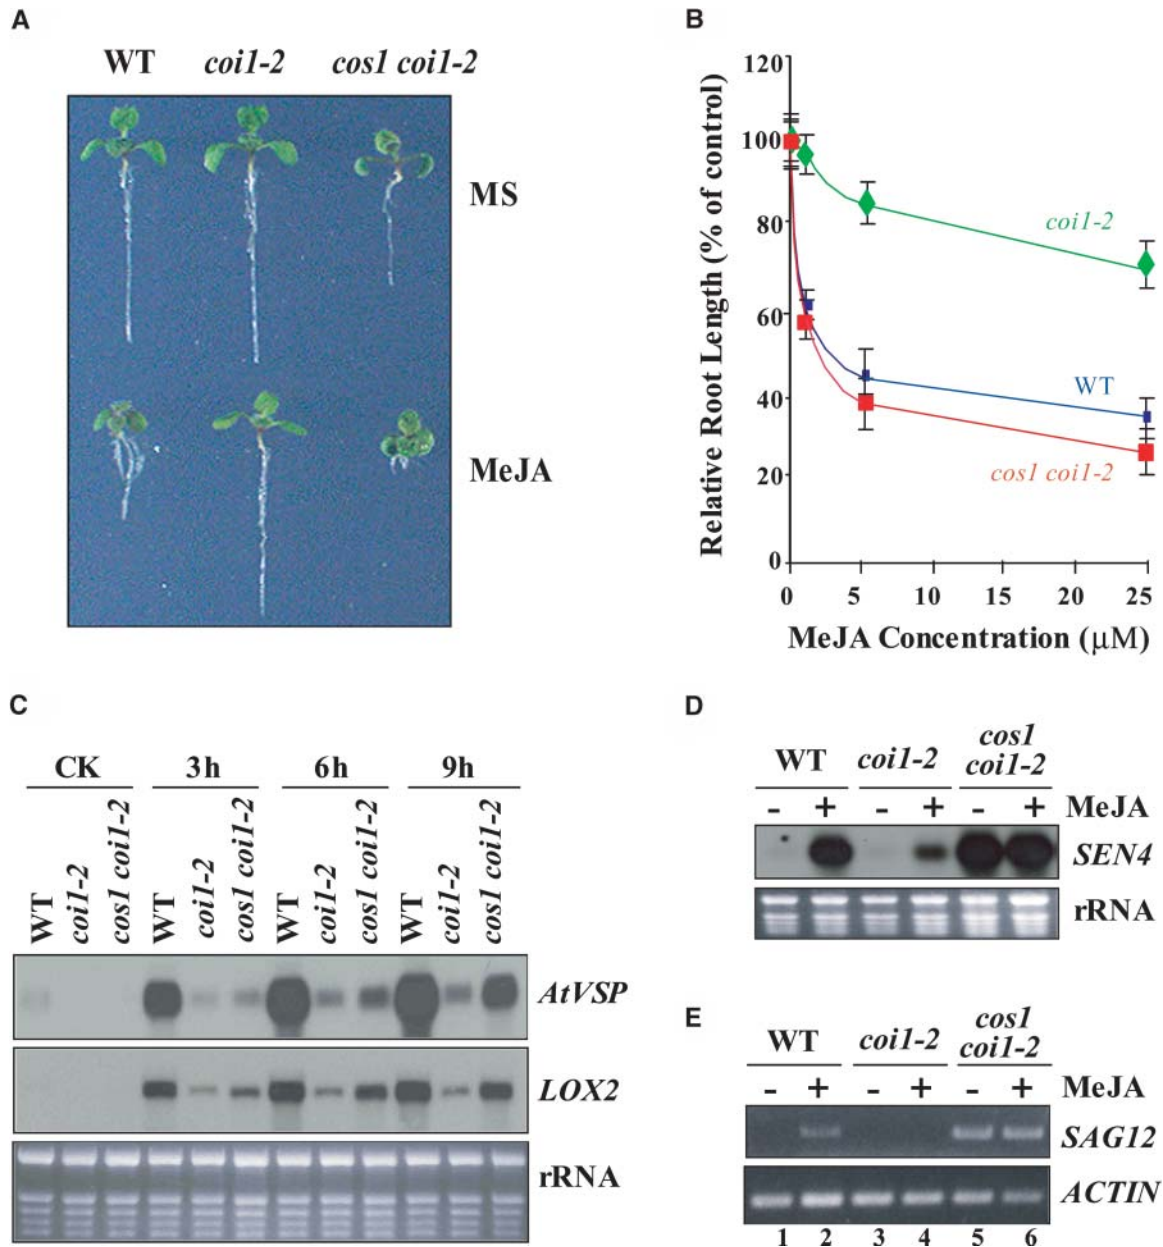 A
WT coi1-2 cos1 coi1-2
MS
MeJA
B
Relative Root Length (% of control)
120
100
80
60
40
20
0
coi1-2
WT
cos1 coi1-2
0 5 10 15 20 25
MeJA Concentration (μM)
C
CK 3h 6h 9h
WT coi1-2 cos1 coi1-2 WT coi1-2 cos1 coi1-2 WT coi1-2 cos1 coi1-2 WT coi1-2 cos1 coi1-2
AtVSP
LOX2
rRNA
D
WT coi1-2 cos1 coi1-2
- + - + - + MeJA
SEN4
rRNA
E
WT coi1-2 cos1 coi1-2
- + - + - + MeJA
SAG12
ACTIN
1 2 3 4 5 6